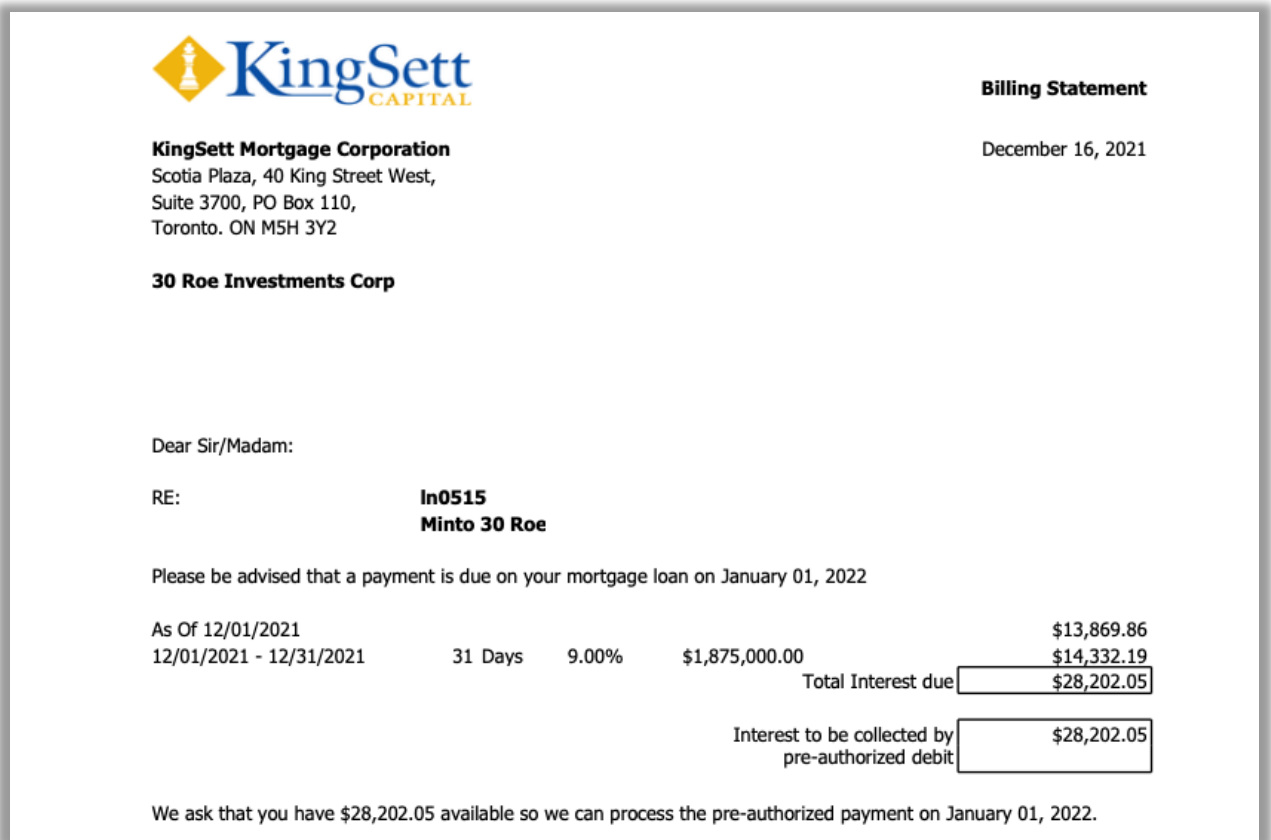 KingSett
CAPITAL
Billing Statement
KingSett Mortgage Corporation
December 16, 2021
Scotia Plaza, 40 King Street West,
Suite 3700, PO Box 110,
Toronto. ON M5H 3Y2
30 Roe Investments Corp
Dear Sir/Madam:
RE: ln0515
Minto 30 Roe
Please be advised that a payment is due on your mortgage loan on January 01, 2022
As Of 12/01/2021 $13,869.86
12/01/2021 - 12/31/2021 31 Days 9.00% $1,875,000.00 $14,332.19
Total Interest due $28,202.05
Interest to be collected by $28,202.05
pre-authorized debit
We ask that you have $28,202.05 available so we can process the pre-authorized payment on January 01, 2022.